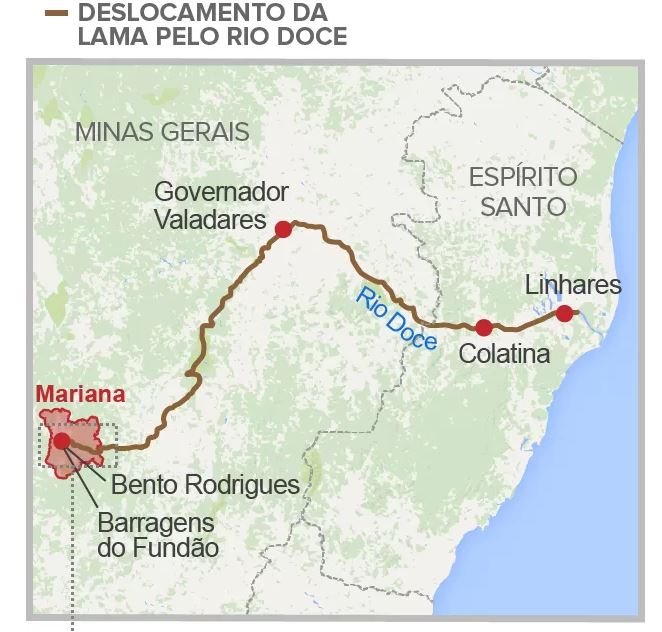 DESLOCAMENTO DA
LAMA PELO RIO DOCE
MINAS GERAIS
ESPÍRITO
SANTO
Governador
Valadares
Linhares
Rio Doce
Colatina
Mariana
Bento Rodrigues
Barragens
do Fundão